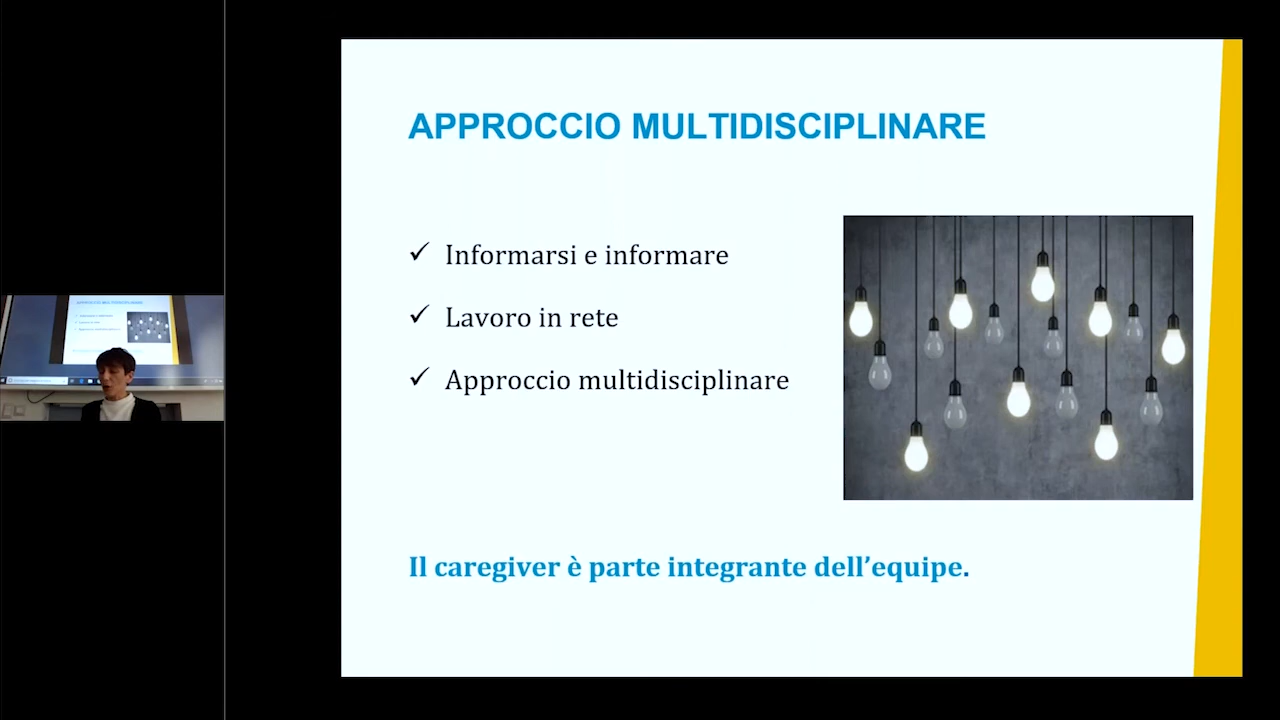 APPROCCIO MULTIDISCIPLINARE
✓ Informarsi e informare
✓ Lavoro in rete
✓ Approccio multidisciplinare
Il caregiver è parte integrante dell’equipe.